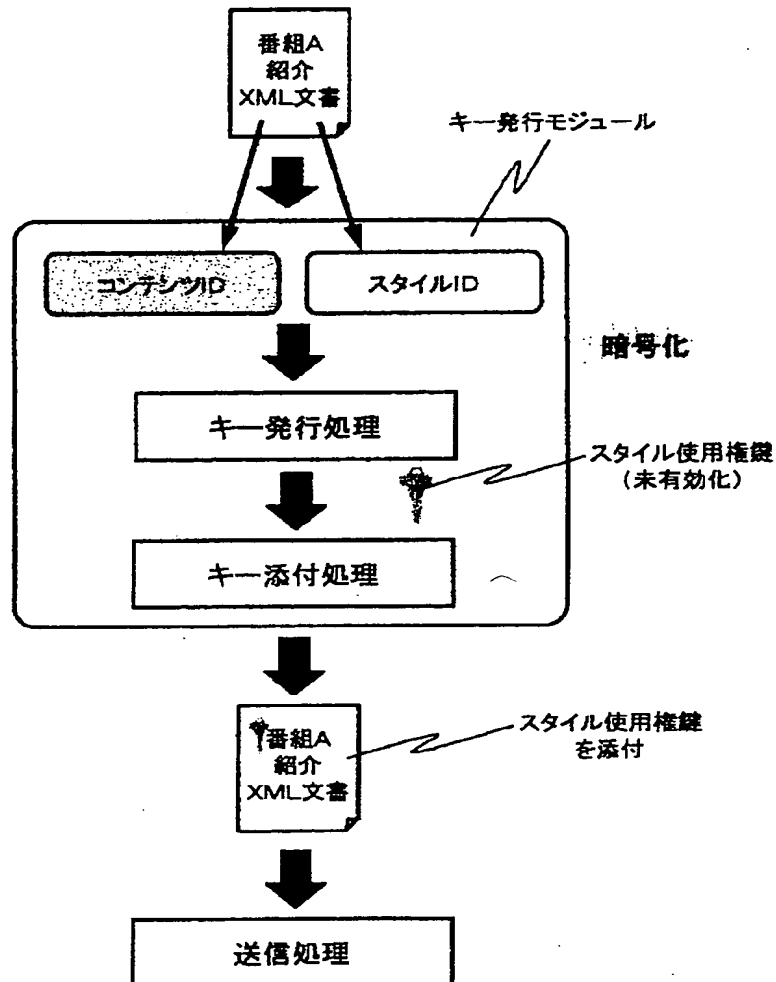 番組A
紹介
XML文書
キー発行モジュール
コンテンツID
スタイルID
暗号化
キー発行処理
スタイル使用権鍵
(未有効化)
キー添付処理
スタイル使用権鍵
を添付
番組A
紹介
XML文書
送信処理